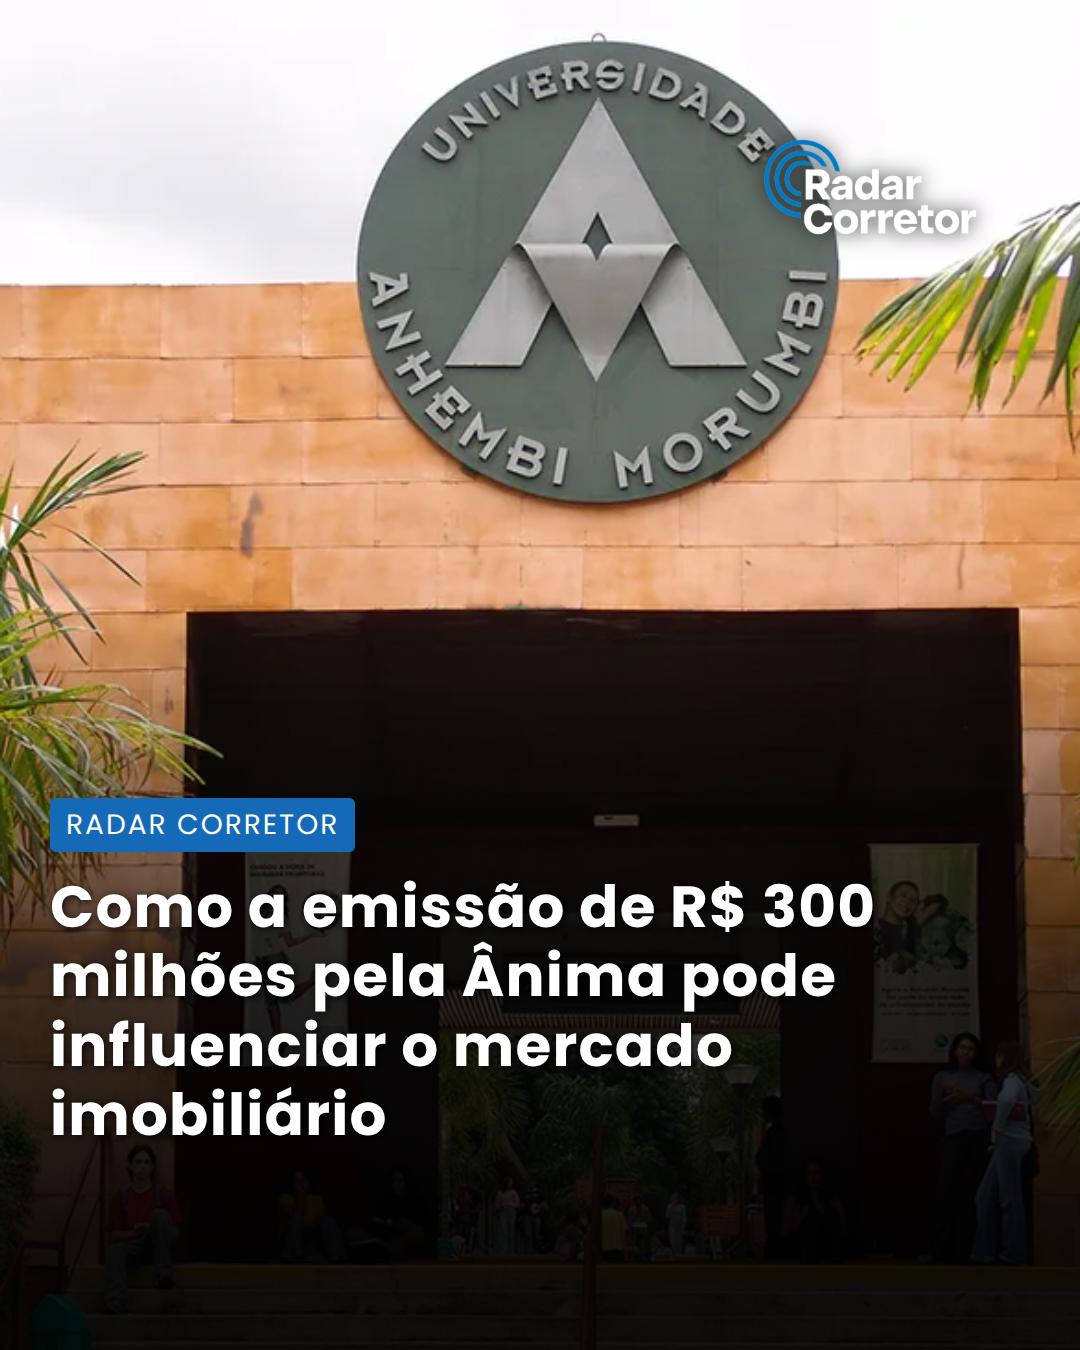 UNIVERSIDADE
ANHEMBI MORUMBI
Radar
Corretor
RADAR CORRETOR
Como a emissão de R$ 300
milhões pela Ânima pode
influenciar o mercado
imobiliário